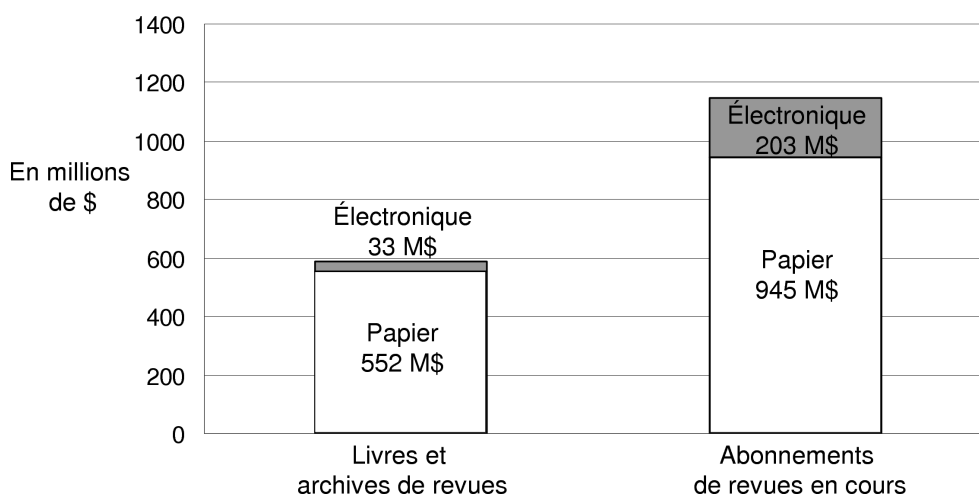 1400
1200
1000
800
600
400
200
0
En millions
de $
Électronique
33 M$
Papier
552 M$
Électronique
203 M$
Papier
945 M$
Livres et
archives de revues
Abonnements
de revues en cours